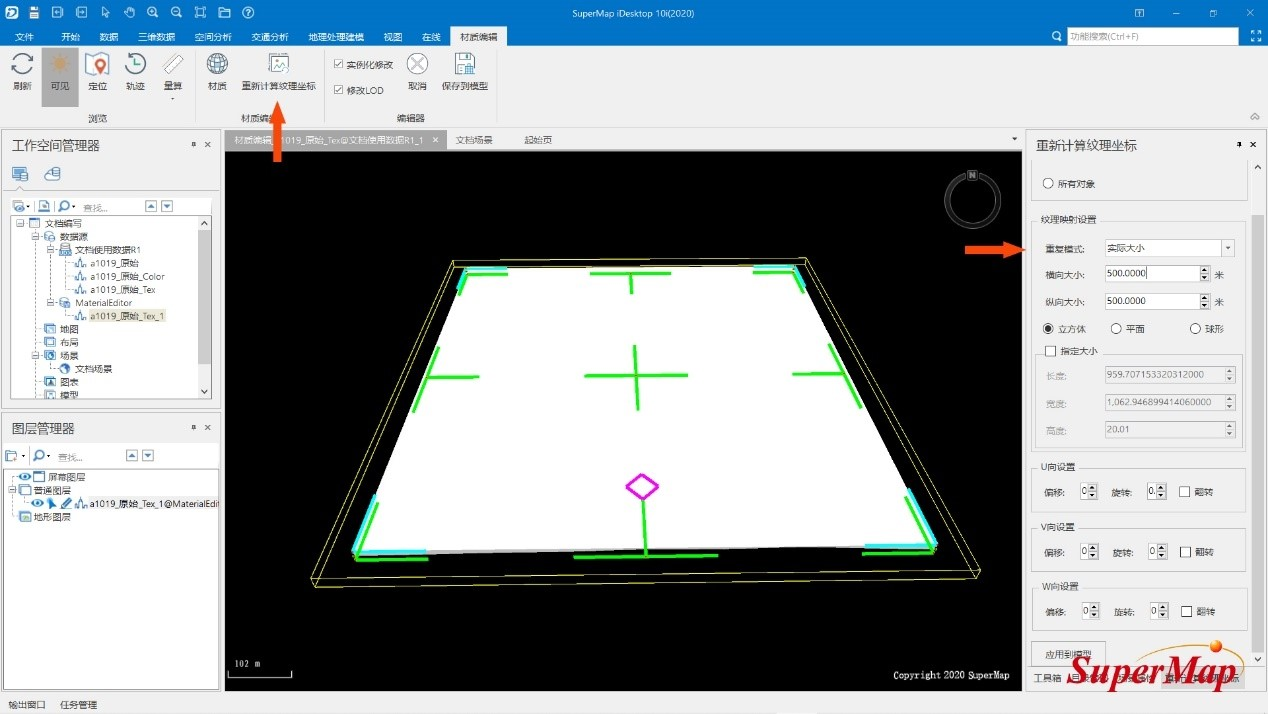 SuperMap iDesktop 10i(2020)
文件 开始 数据 三维数据 空间分析 交通分析 地理处理建模 视图 在线 材质编辑
功能搜索(Ctrl+F)
刷新 可见 定位 轨迹 量算 材质 重新计算纹理坐标 实例化修改 修改LOD 取消 保存到模型
浏览 材质编 编辑器
工作空间管理器
查找...
文档编写
数据源
文档使用数据R1
a1019_原始
a1019_原始_Color
a1019_原始_Tex
MaterialEditor
a1019_原始_Tex_1
地图
布局
场景
文档场景
图表
模型
图层管理器
查找...
屏幕图层
普通图层
a1019_原始_Tex_1@MaterialEdi
地形图层
材质编辑 1019_原始_Tex@文档使用数据R1_1 文档场景 起始页
N
102 m
Copyright 2020 SuperMap
重新计算纹理坐标
所有对象
纹理映射设置
重复模式: 实际大小
横向大小: 500.0000 米
纵向大小: 500.0000 米
立方体 平面 球形
指定大小
长度: 959.707153320312000
宽度: 1,062.946899414060000
高度: 20.01
U向设置
偏移: 0 旋转: 0 翻转
V向设置
偏移: 0 旋转: 0 翻转
W向设置
偏移: 0 旋转: 0 翻转
应用到模型
SuperMap
工具箱
输出窗口 任务管理